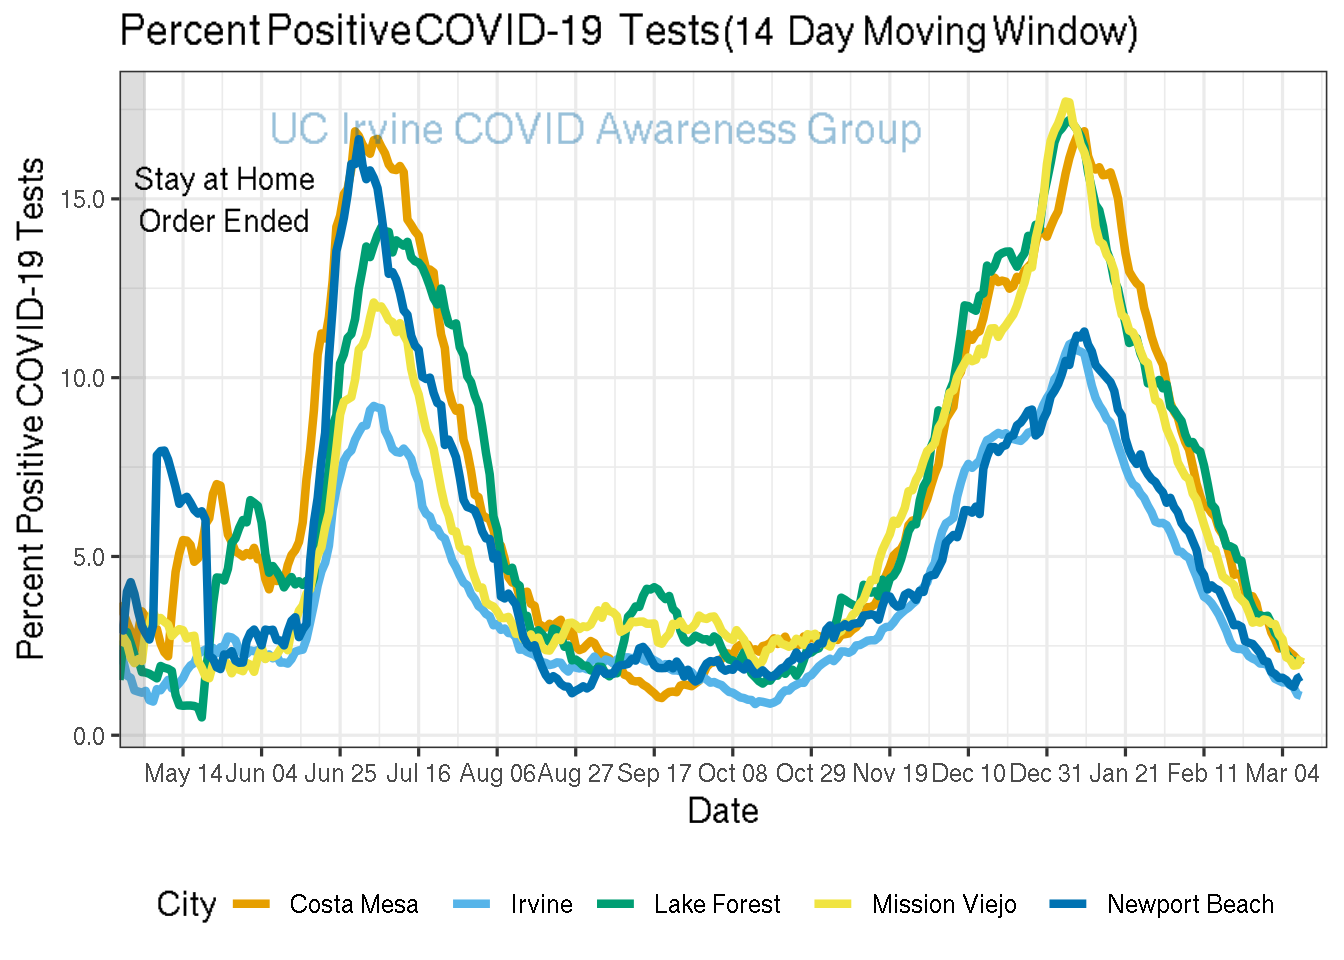 Percent Positive COVID-19 Tests(14 Day Moving Window)
UC Irvine COVID Awareness Group
Stay at Home
Order Ended
Percent Positive COVID-19 Tests
15.0
10.0
5.0
0.0
May 14 Jun 04 Jun 25 Jul 16 Aug 06 Aug 27 Sep 17 Oct 08 Oct 29 Nov 19 Dec 10 Dec 31 Jan 21 Feb 11 Mar 04
Date
City Costa Mesa Irvine Lake Forest Mission Viejo Newport Beach